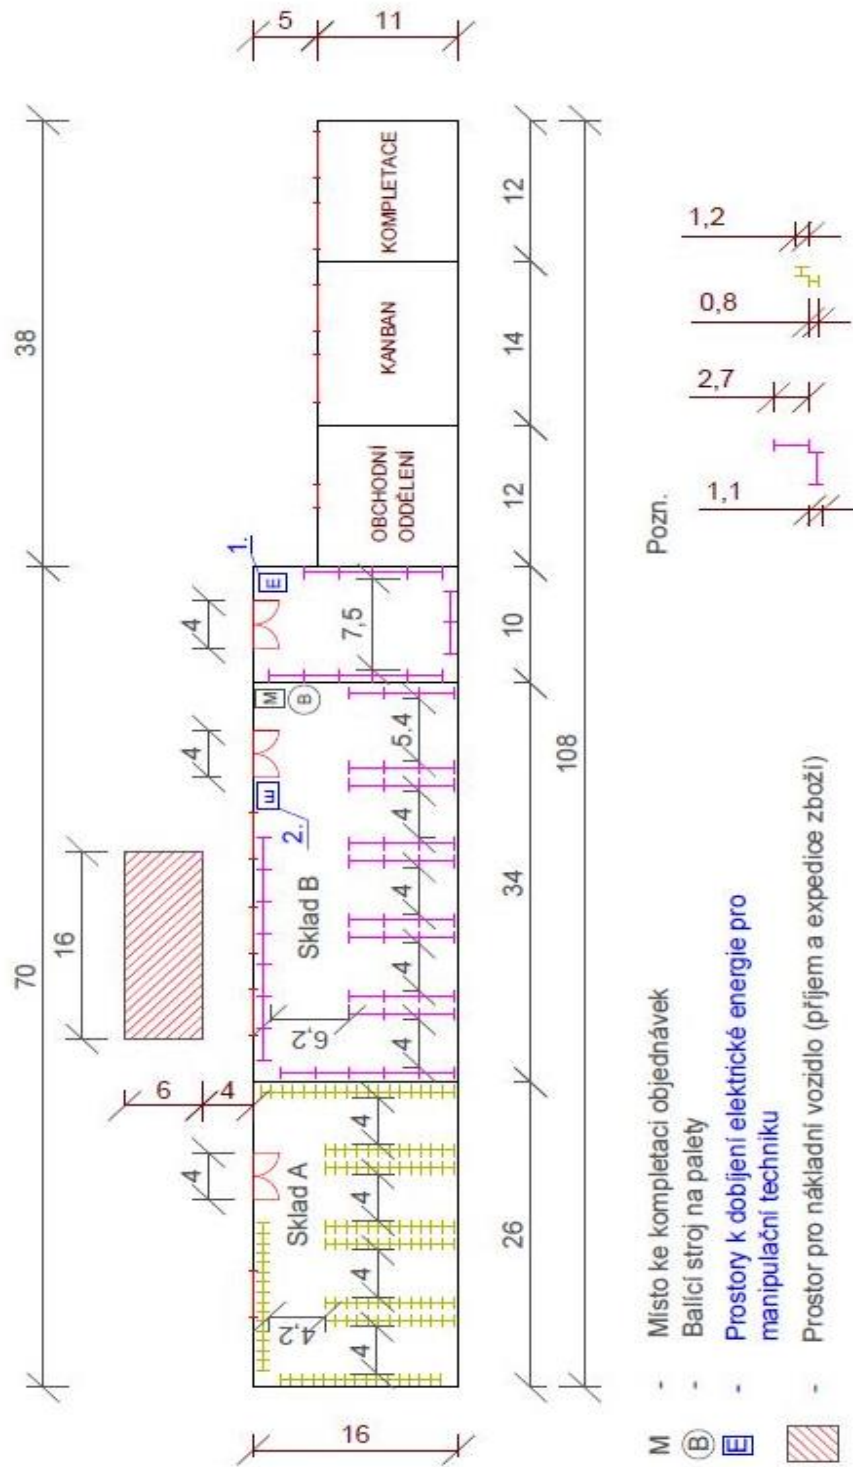 70
38
16
6
4
4
4
4
5
11
1.
2.
E
E
M
B
Sklad A
Sklad B
OBCHODNÍ
ODDĚLENÍ
KANBAN
KOMPLETACE
16
4,2
4
4
4
4
6,2
4
4
4
4
5.4
7,5
26
34
10
12
14
12
108
M - Místo ke kompletaci objednávek
B - Balící stroj na palety
E - Prostory k dobíjení elektrické energie pro
manipulační techniku
- Prostor pro nákladní vozidlo (příjem a expedice zboží)
Pozn.
1,1
2,7
0,8
1,2